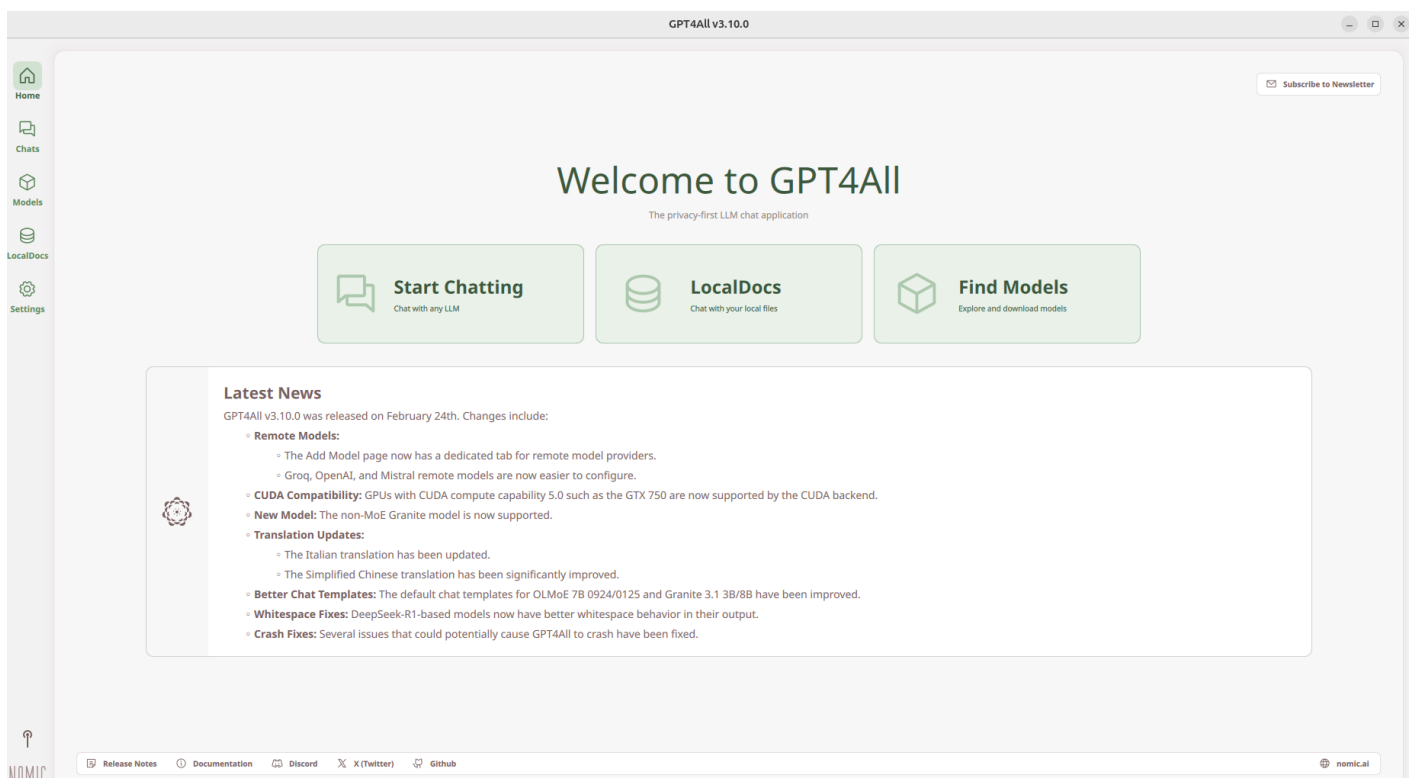 GPT4All v3.10.0
Home
Chats
Models
LocalDocs
Settings
Subscribe to Newsletter
Welcome to GPT4All
The privacy-first LLM chat application
Start Chatting
Chat with any LLM
LocalDocs
Chat with your local files
Find Models
Explore and download models
Latest News
GPT4All v3.10.0 was released on February 24th. Changes include:
◦ Remote Models:
◦ The Add Model page now has a dedicated tab for remote model providers.
◦ Groq, OpenAI, and Mistral remote models are now easier to configure.
◦ CUDA Compatibility: GPUs with CUDA compute capability 5.0 such as the GTX 750 are now supported by the CUDA backend.
◦ New Model: The non-MoE Granite model is now supported.
◦ Translation Updates:
◦ The Italian translation has been updated.
◦ The Simplified Chinese translation has been significantly improved.
◦ Better Chat Templates: The default chat templates for OLMoE 7B 0924/0125 and Granite 3.1 3B/8B have been improved.
◦ Whitespace Fixes: DeepSeek-R1-based models now have better whitespace behavior in their output.
◦ Crash Fixes: Several issues that could potentially cause GPT4All to crash have been fixed.
NOMIC
Release Notes
Documentation
Discord
X (Twitter)
Github
nomic.ai